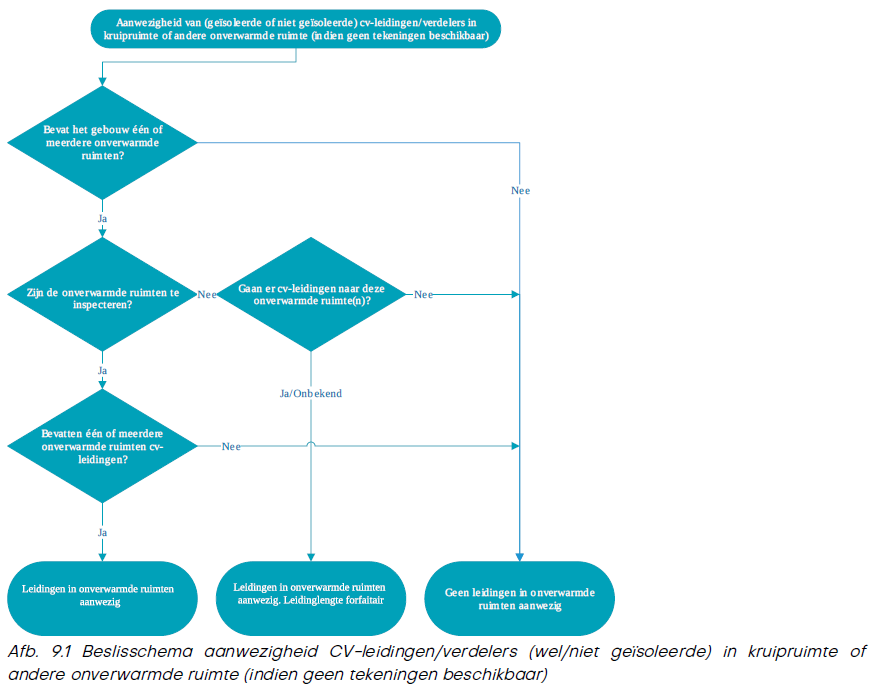 Aanwezigheid van (geïsoleerde of niet geïsoleerde) cv-leidingen/verdelers in
kruipruimte of andere onverwarmde ruimte (indien geen tekeningen beschikbaar)
Bevat het gebouw één of
meerdere onverwarmde
ruimten?
Nee
Ja
Zijn de onverwarmde ruimten te
inspecteren?
Nee
Gaan er cv-leidingen naar deze
onverwarmde ruimte(n)?
Nee
Ja
Ja/Onbekend
Bevatten één of meerdere
onverwarmde ruimten cv-
leidingen?
Nee
Ja
Leidingen in onverwarmde ruimten
aanwezig
Leidingen in onverwarmde ruimten
aanwezig. Leidinglengte forfaitair
Geen leidingen in onverwarmde
ruimten aanwezig
Afb. 9.1 Beslisschema aanwezigheid CV-leidingen/verdelers (wel/niet geïsoleerde) in kruipruimte of
andere onverwarmde ruimte (indien geen tekeningen beschikbaar)